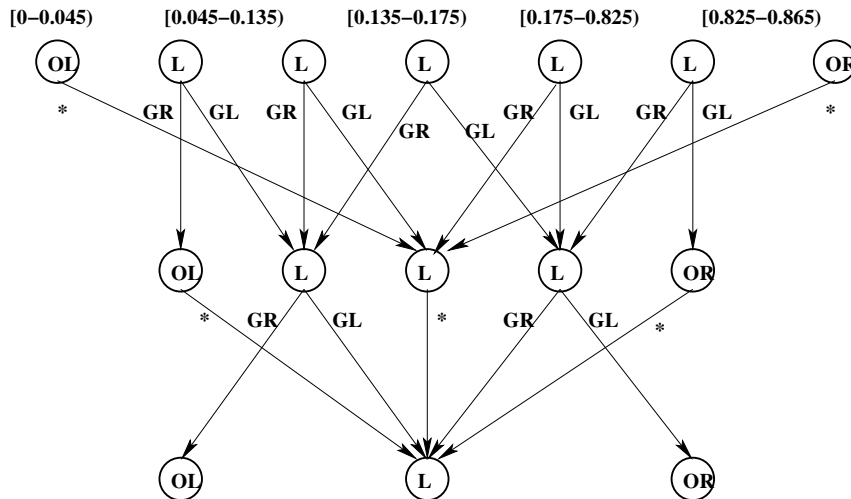 [0−0.045) [0.045−0.135) [0.135−0.175) [0.175−0.825) [0.825−0.865)
OL L L L L L OR
* GR GL GR GL GR GL GR GL GR GL *
OL L L L OR
* GR GL * GR GL *
OL L OR